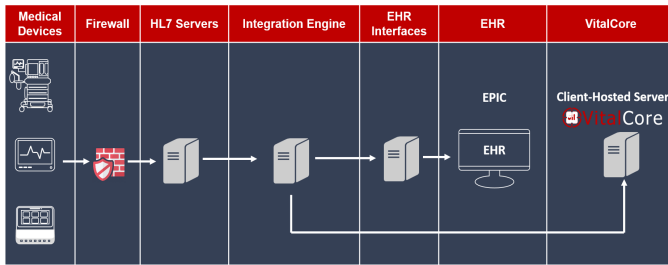 Medical
Devices
Firewall
HL7 Servers
Integration Engine
EHR
Interfaces
EHR
VitalCore
EPIC
EHR
Client-Hosted Server
VitalCore